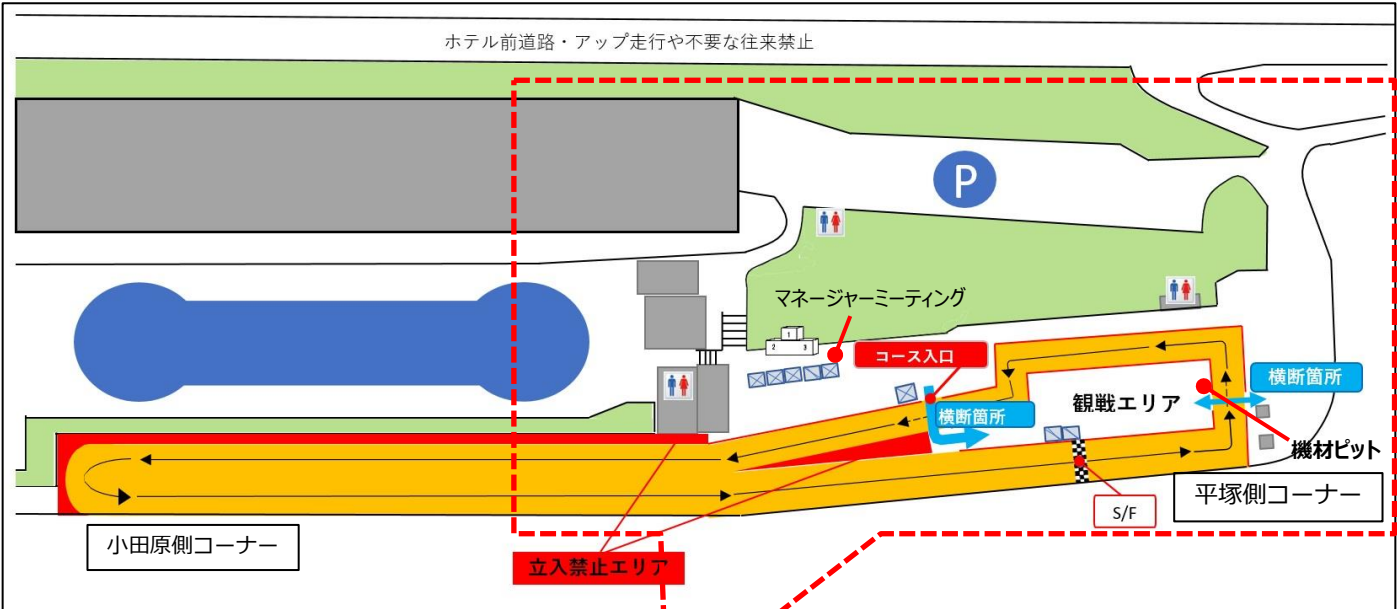 ホテル前道路・アップ走行や不要な往来禁止
P
マネージャーミーティング
1
2 3
コース入口
横断箇所
観戦エリア
横断箇所
機材ピット
平塚側コーナー
S/F
小田原側コーナー
立入禁止エリア